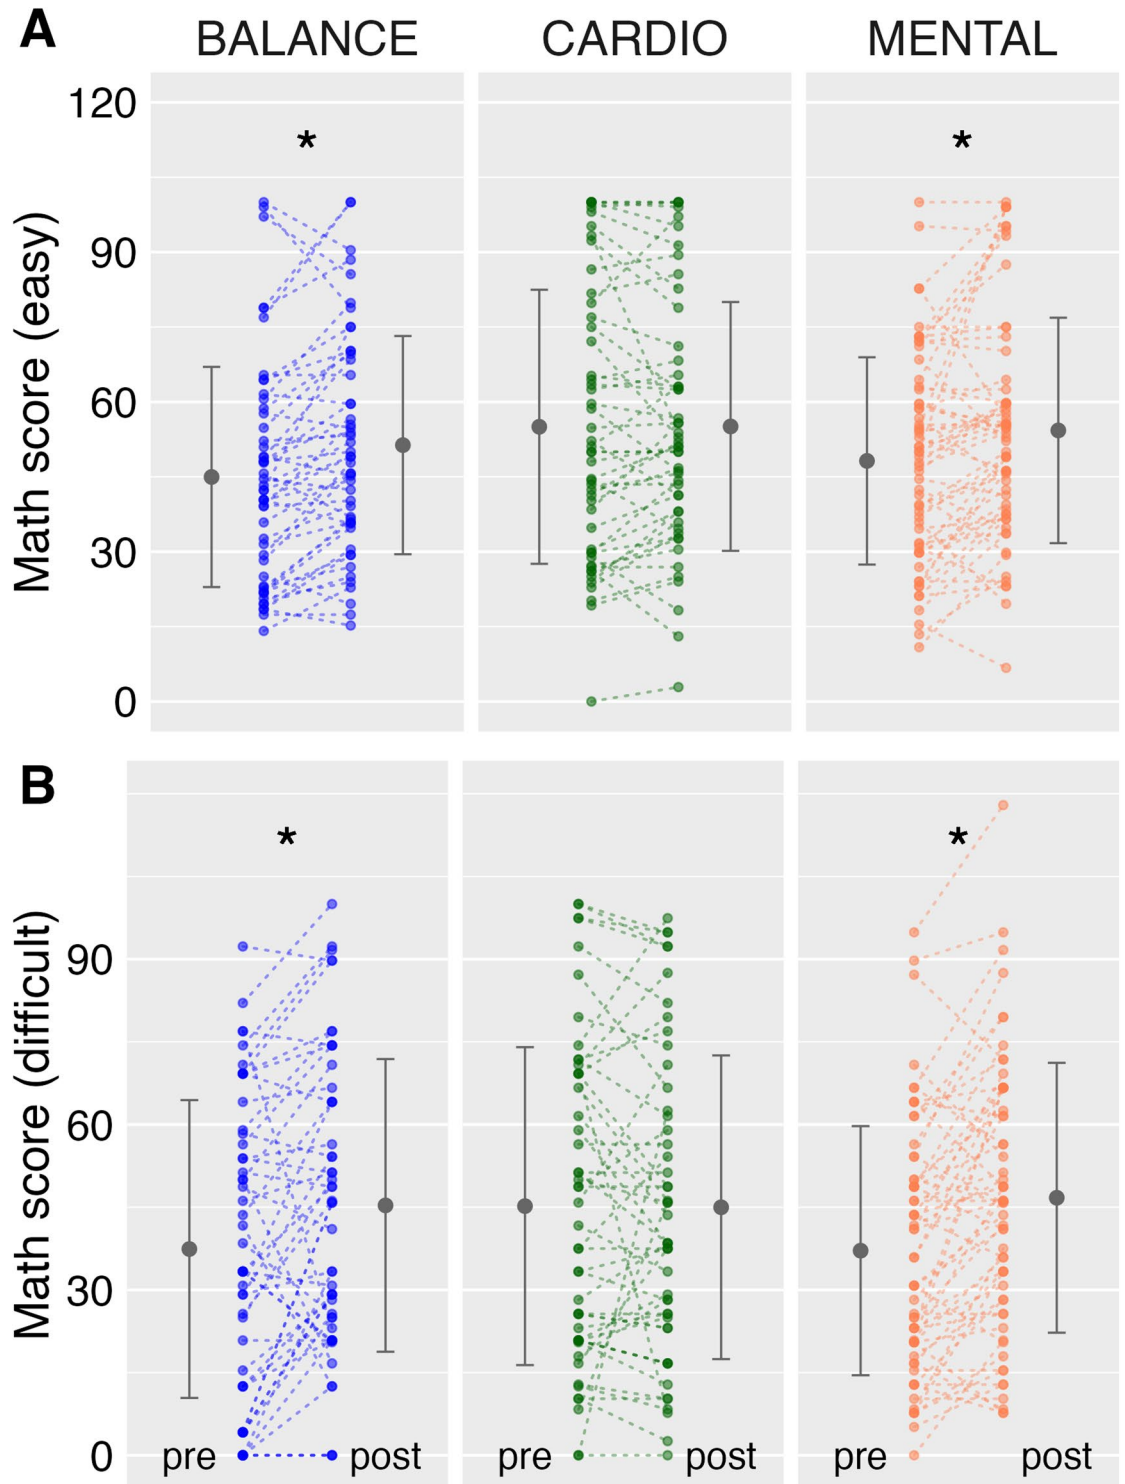 A
BALANCE CARDIO MENTAL
120
* *
90
Math score (easy)
60
30
0
B
* *
90
Math score (difficult)
60
30
0
pre post pre post pre post